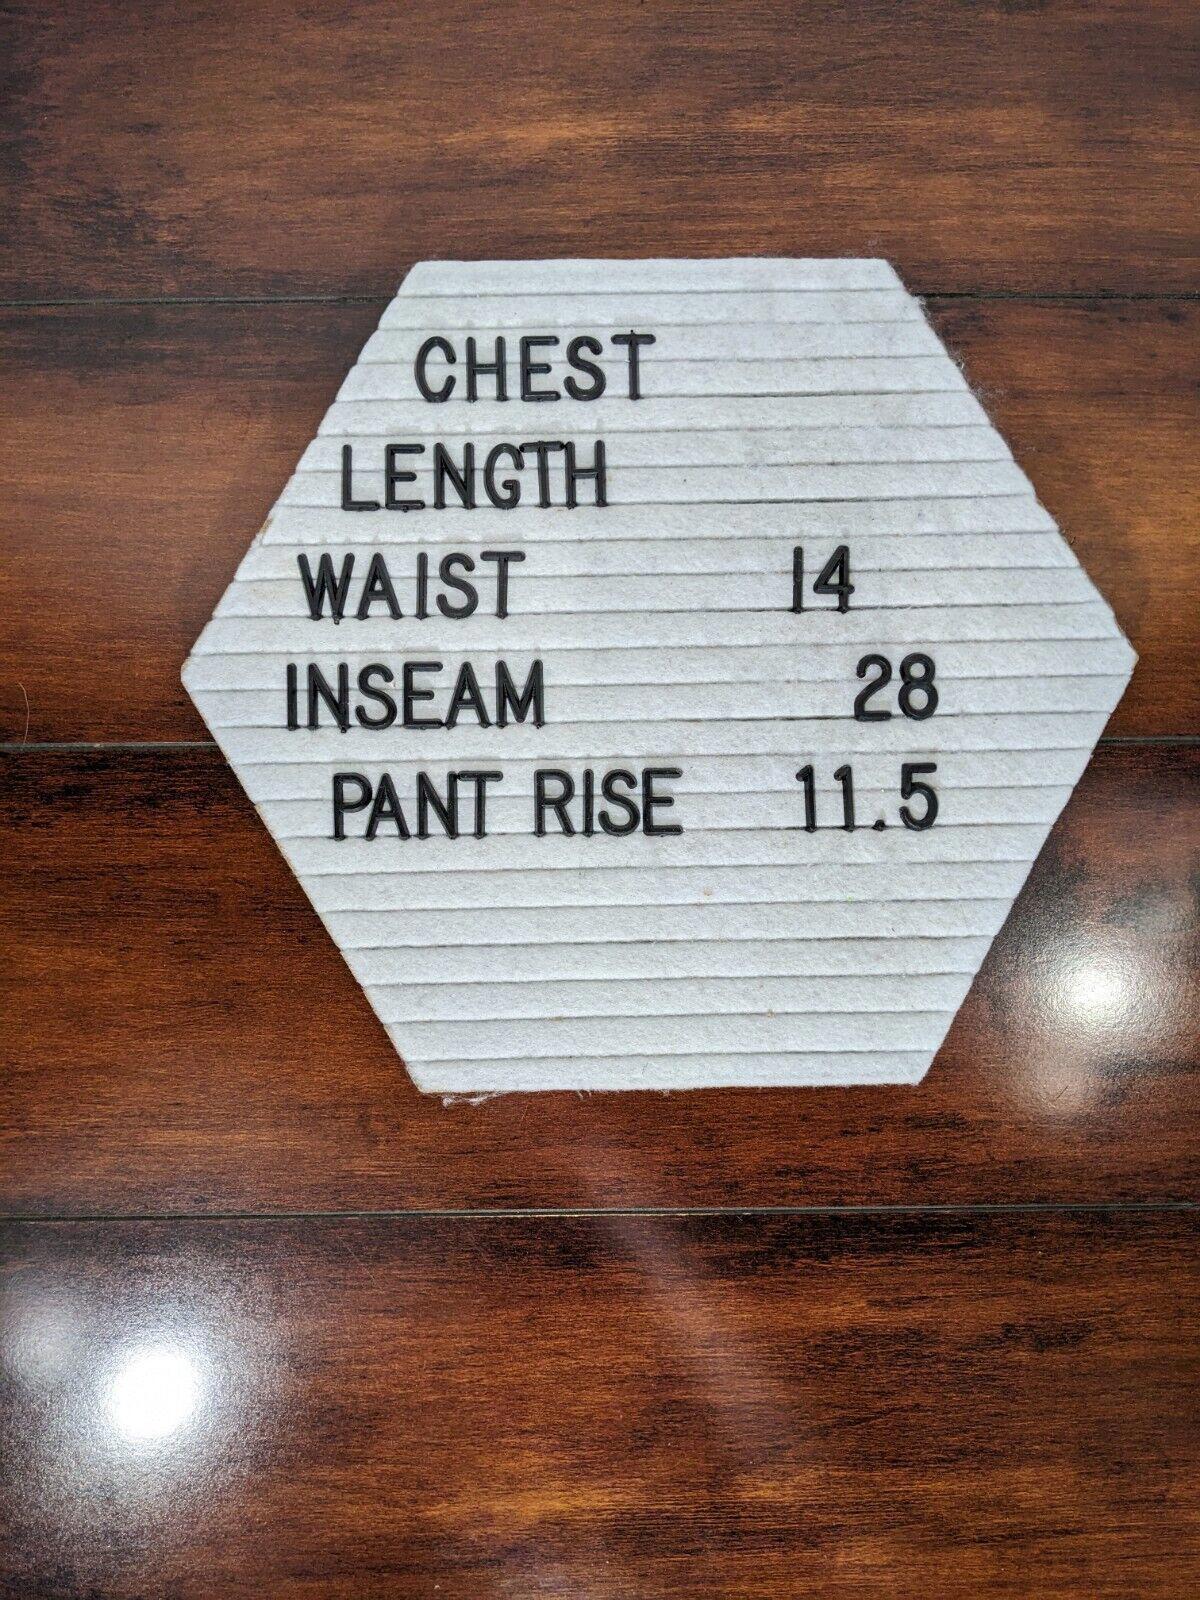 CHEST
LENGTH
WAIST 14
INSEAM 28
PANT RISE 11.5